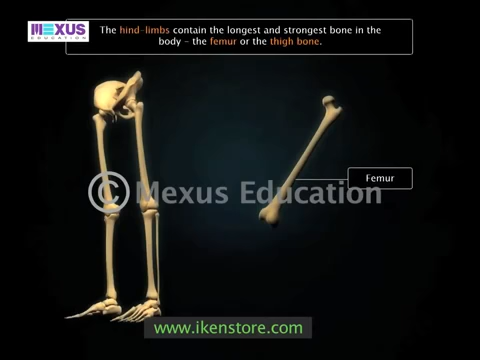 MEXUS
EDUCATION
The hind-limbs contain the longest and strongest bone in the
body - the femur or the thigh bone.
Femur
© Mexus Education
www.ikenstore.com